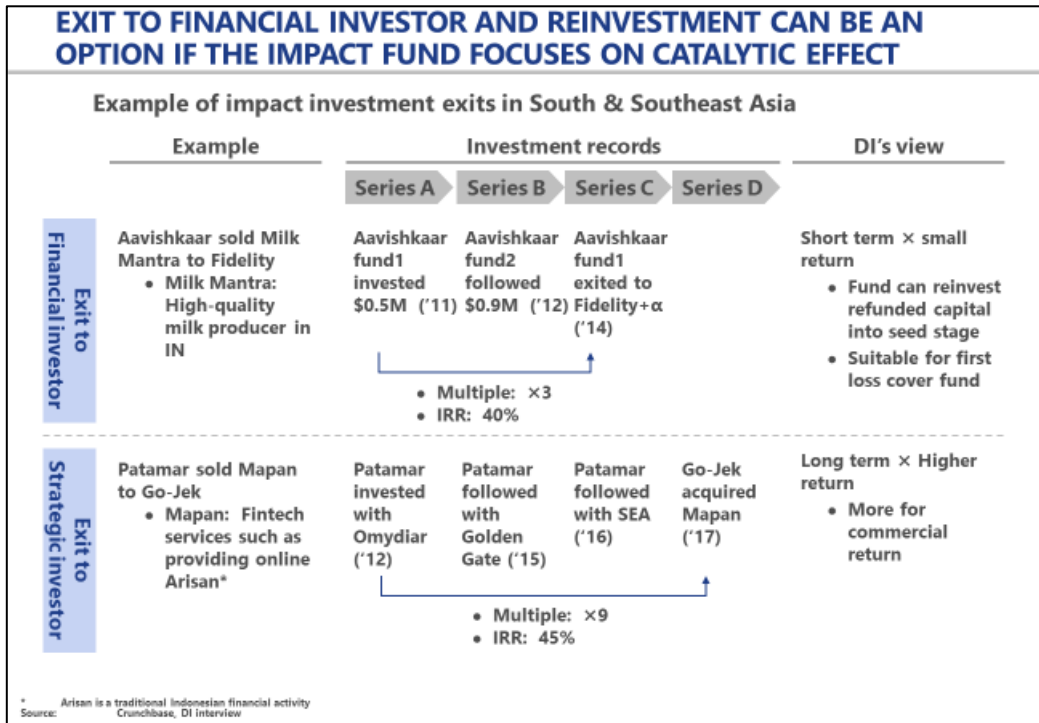 EXIT TO FINANCIAL INVESTOR AND REINVESTMENT CAN BE AN
OPTION IF THE IMPACT FUND FOCUSES ON CATALYTIC EFFECT
Example of impact investment exits in South & Southeast Asia
Example
Investment records
DI's view
Series A
Series B
Series C
Series D
Exit to
Financial investor
Aavishkaar sold Milk
Mantra to Fidelity
• Milk Mantra:
High-quality
milk producer in
IN
Aavishkaar
fund1
invested
$0.5M ('11)
Aavishkaar
fund2
followed
$0.9M ('12)
Aavishkaar
fund1
exited to
Fidelity+α
('14)
• Multiple: ×3
• IRR: 40%
Short term × small
return
• Fund can reinvest
refunded capital
into seed stage
• Suitable for first
loss cover fund
Exit to
Strategic investor
Patamar sold Mapan
to Go-Jek
• Mapan: Fintech
services such as
providing online
Arisan*
Patamar
invested
with
Omydiar
('12)
Patamar
followed
with
Golden
Gate ('15)
Patamar
followed
with SEA
('16)
Go-Jek
acquired
Mapan
('17)
• Multiple: ×9
• IRR: 45%
Long term × Higher
return
• More for
commercial
return
* Arisan is a traditional Indonesian financial activity
Source: Crunchbase, DI interview